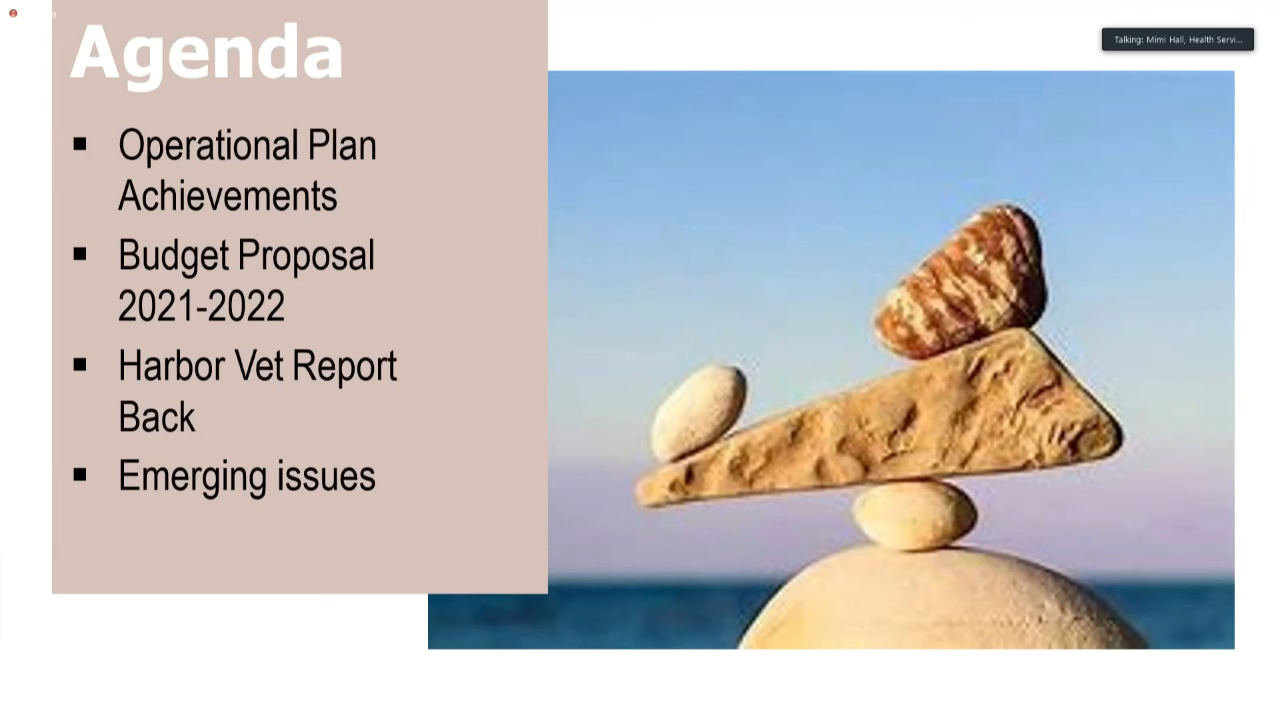 Talking: Mimi Hall, Health Servi...
Agenda
▪ Operational Plan
Achievements
▪ Budget Proposal
2021-2022
▪ Harbor Vet Report
Back
▪ Emerging issues